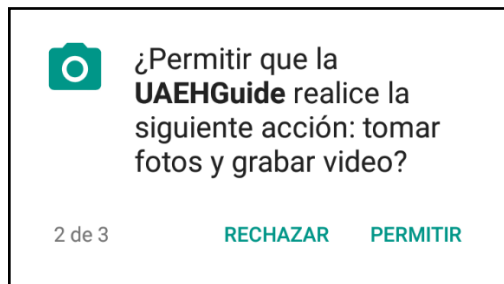 ¿Permitir que la
UAEHGuide realice la
siguiente acción: tomar
fotos y grabar video?
2 de 3 RECHAZAR PERMITIR